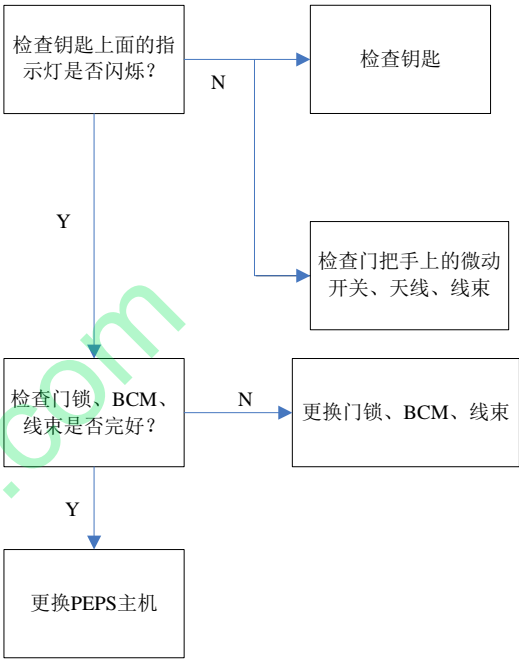 检查钥匙上面的指
示灯是否闪烁?
N
检查钥匙
Y
检查门把手上的微动
开关、天线、线束
检查门锁、BCM、
线束是否完好?
N
更换门锁、BCM、线束
Y
更换PEPS主机
.com